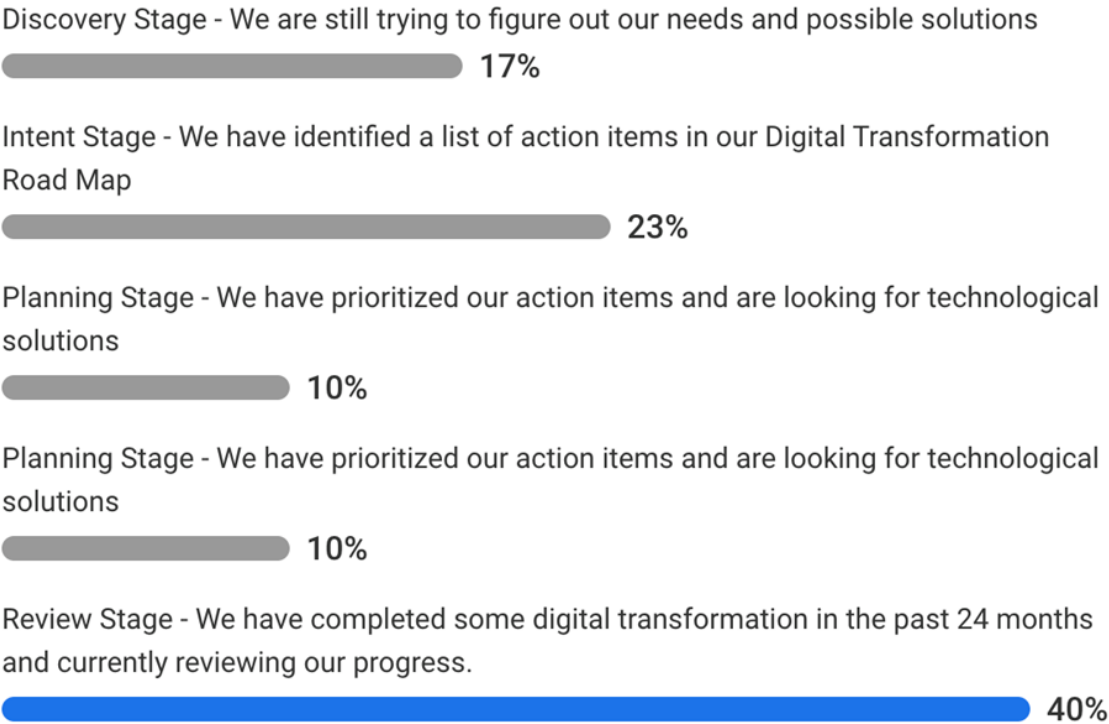 Discovery Stage - We are still trying to figure out our needs and possible solutions
17%
Intent Stage - We have identified a list of action items in our Digital Transformation
Road Map
23%
Planning Stage - We have prioritized our action items and are looking for technological
solutions
10%
Planning Stage - We have prioritized our action items and are looking for technological
solutions
10%
Review Stage - We have completed some digital transformation in the past 24 months
and currently reviewing our progress.
40%